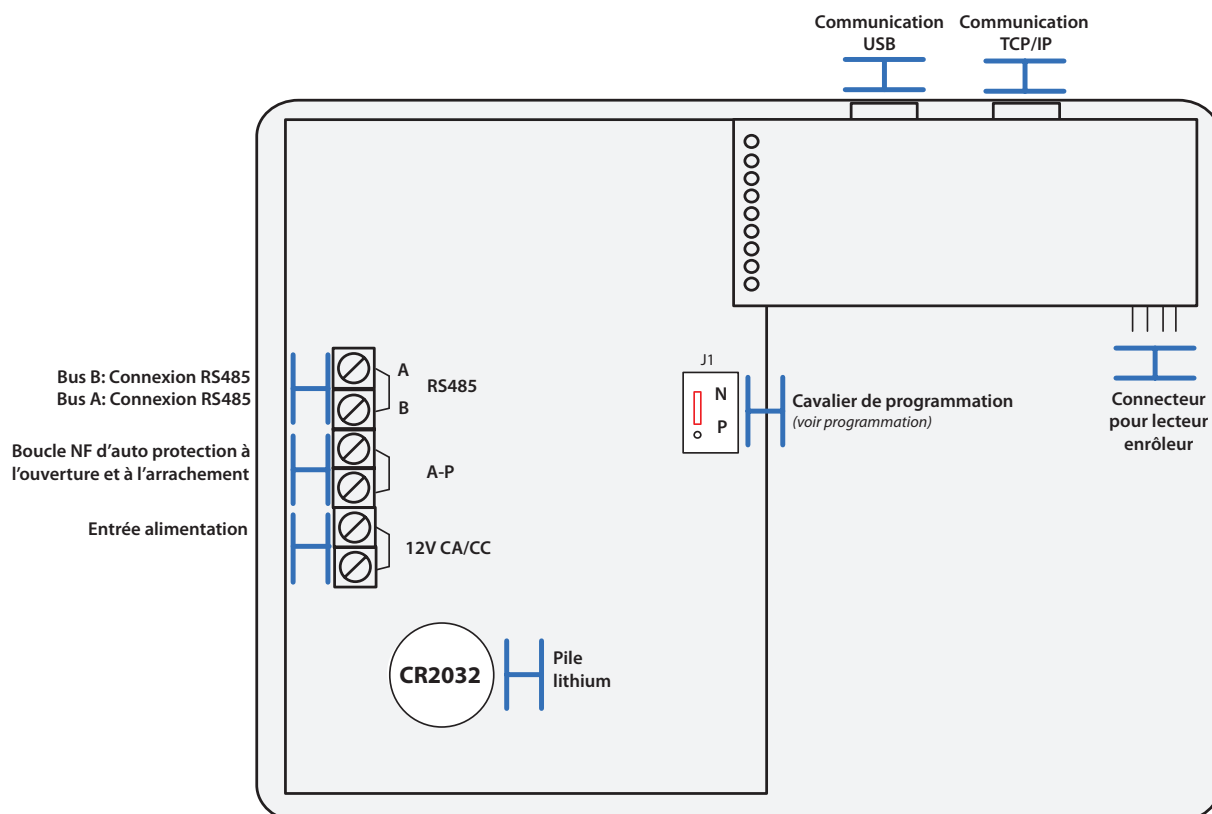 Communication
USB
Communication
TCP/IP
Bus B: Connexion RS485
Bus A: Connexion RS485
A
B
RS485
Boucle NF d’auto protection à
l’ouverture et à l’arrachement
A-P
Entrée alimentation
12V CA/CC
J1
N
P
Cavalier de programmation
(voir programmation)
Connecteur
pour lecteur
enrôleur
CR2032
Pile
lithium